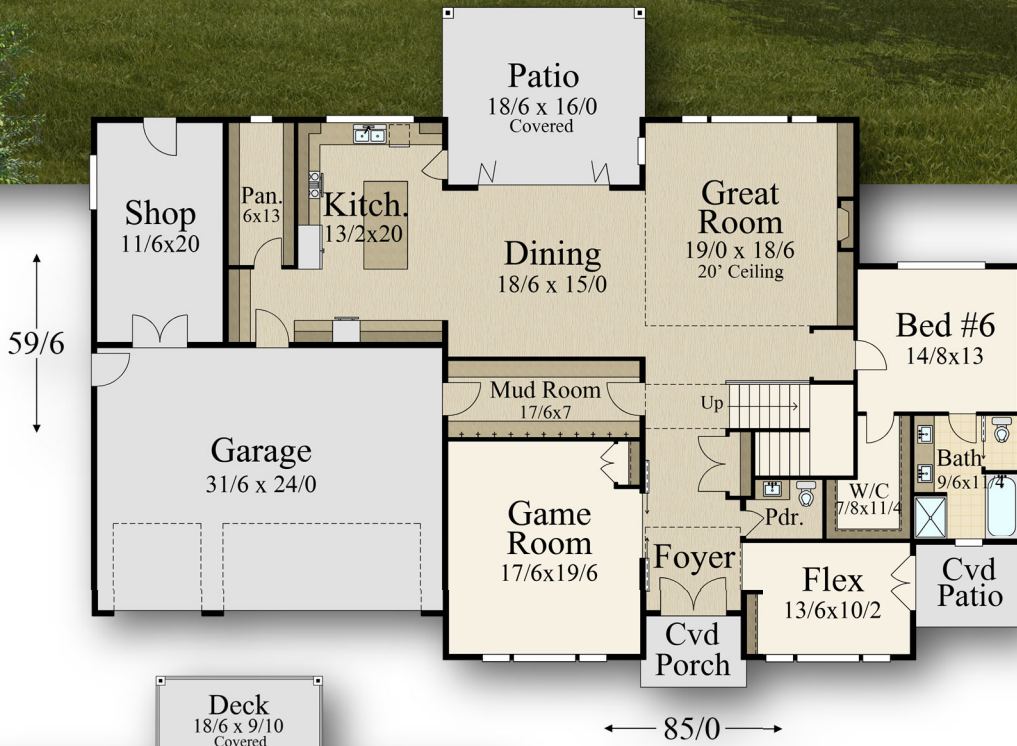 Patio
18/6 x 16/0
Covered
Shop
11/6x20
Pan.
6x13
Kitch.
13/2x20
Dining
18/6 x 15/0
Great
Room
19/0 x 18/6
20' Ceiling
59/6
Bed #6
14/8x13
Mud Room
17/6x7
Up
Garage
31/6 x 24/0
Game
Room
17/6x19/6
Bath
9/6x11/4
W/C
7/8x11/4
Pdr.
Foyer
Flex
13/6x10/2
Cvd
Patio
Cvd
Porch
Deck
18/6 x 9/10
Covered
85/0